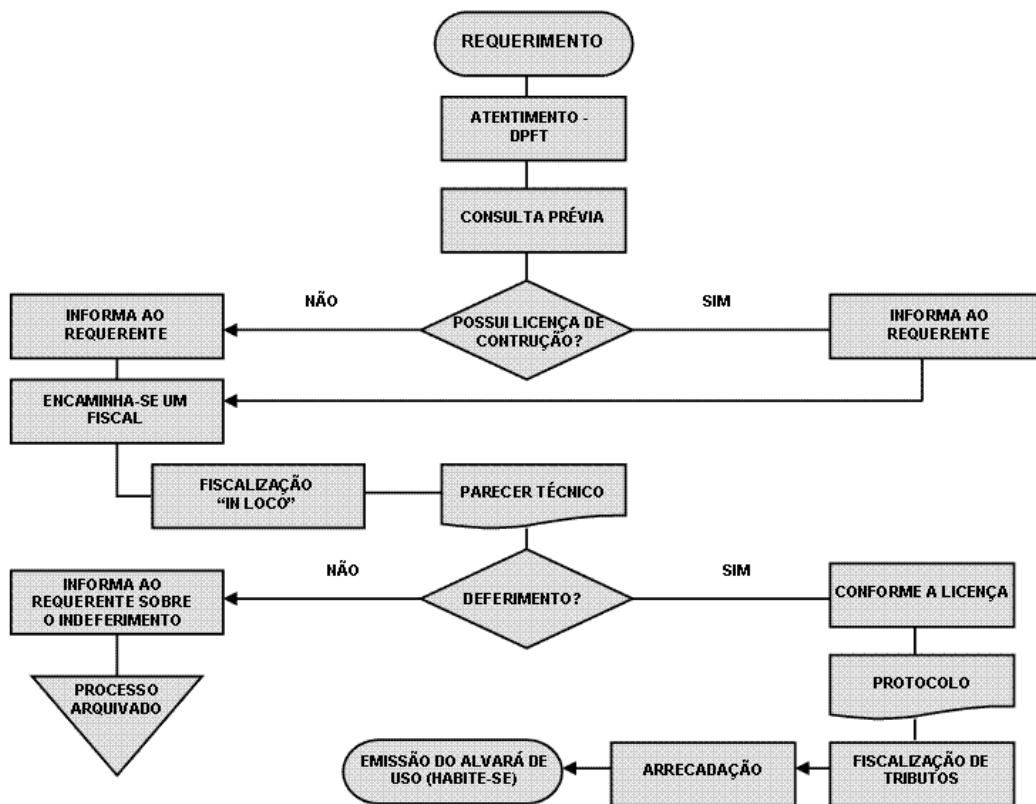 REQUERIMENTO
ATENTIMENTO -
DPFT
CONSULTA PRÉVIA
NÃO
SIM
INFORMA AO
REQUERENTE
POSSUI LICENÇA DE
CONTRUÇÃO?
INFORMA AO
REQUERENTE
ENCAMINHA-SE UM
FISCAL
FISCALIZAÇÃO
“IN LOCO”
PARECER TÉCNICO
NÃO
SIM
INFORMA AO
REQUERENTE SOBRE
O INDEFERIMENTO
DEFERIMENTO?
CONFORME A LICENÇA
PROCESSO
ARQUIVADO
PROTOCOLO
EMISSÃO DO ALVARÁ DE
USO (HABITE-SE)
ARRECADAÇÃO
FISCALIZAÇÃO DE
TRIBUTOS